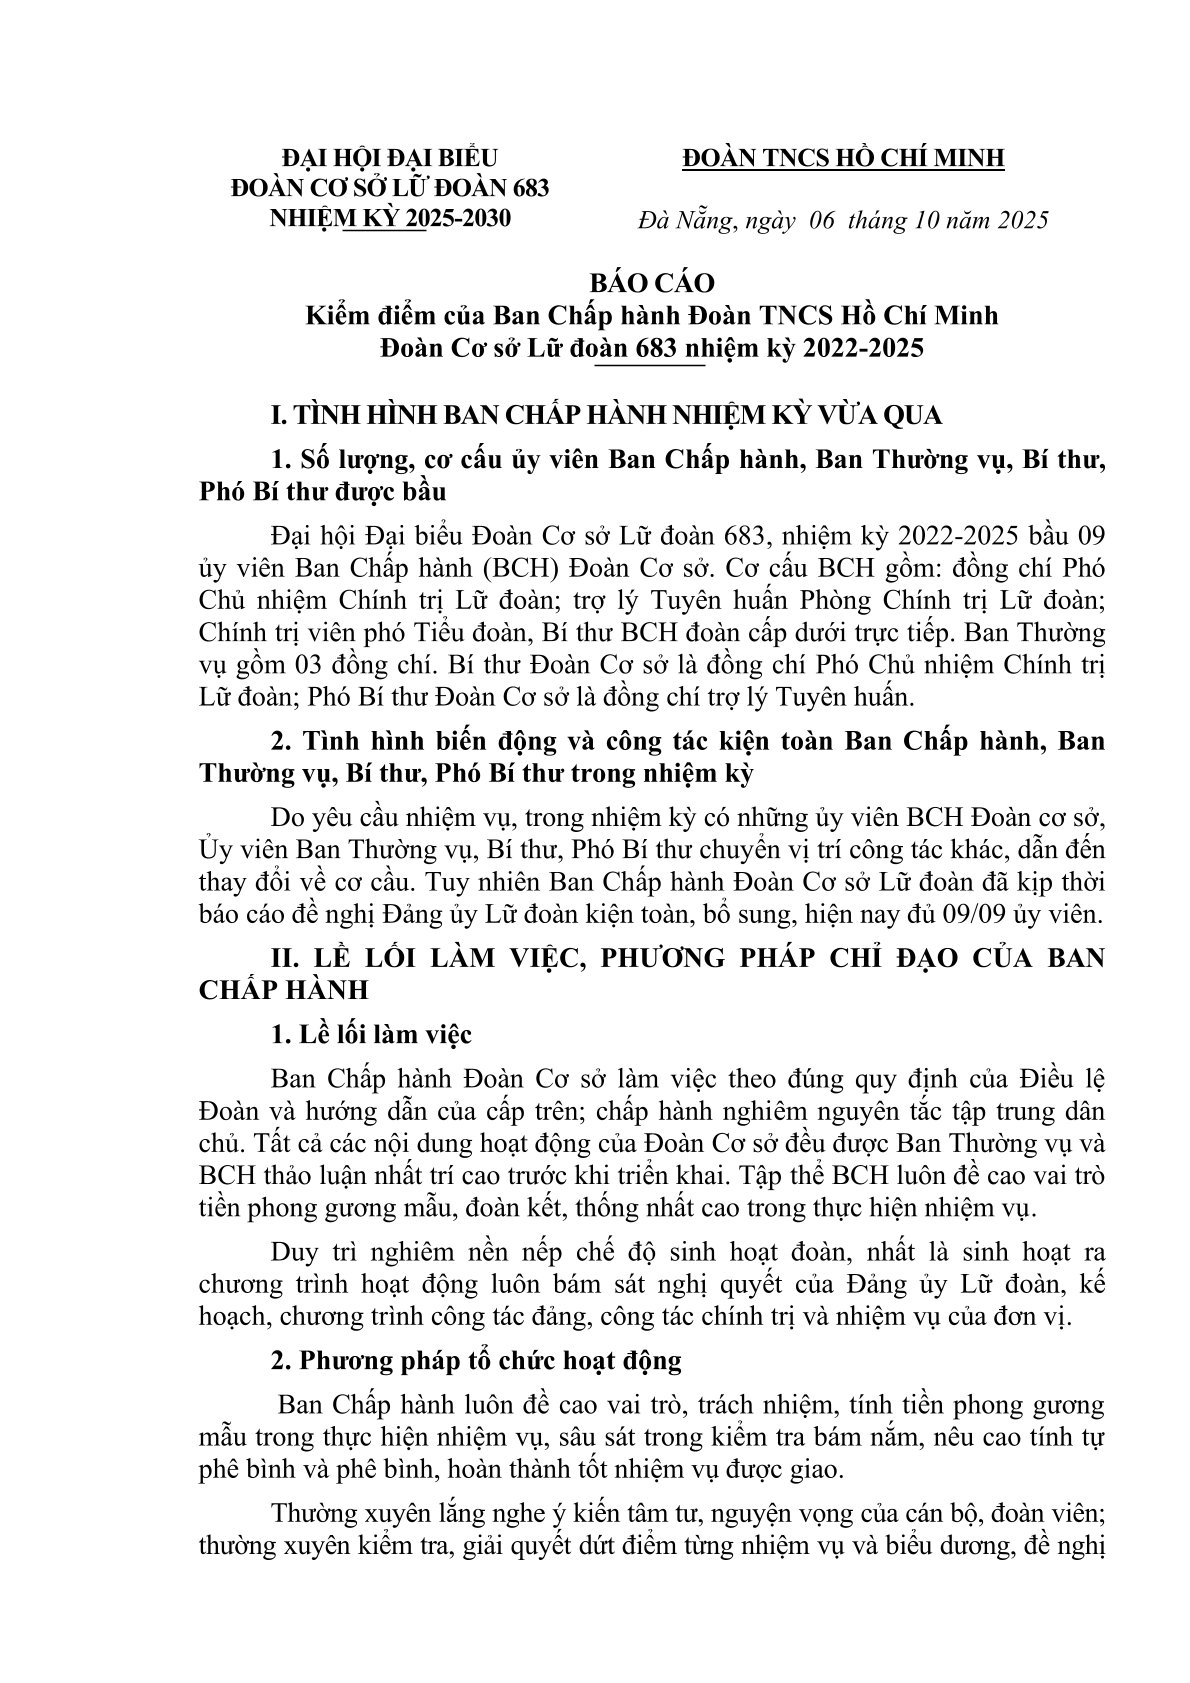 ĐẠI HỘI ĐẠI BIỂU
ĐOÀN CƠ SỞ LỮ ĐOÀN 683
NHIỆM KỲ 2025-2030
ĐOÀN TNCS HỒ CHÍ MINH
Đà Nẵng, ngày 06 tháng 10 năm 2025
BÁO CÁO
Kiểm điểm của Ban Chấp hành Đoàn TNCS Hồ Chí Minh
Đoàn Cơ sở Lữ đoàn 683 nhiệm kỳ 2022-2025
I. TÌNH HÌNH BAN CHẤP HÀNH NHIỆM KỲ VỪA QUA
1. Số lượng, cơ cấu ủy viên Ban Chấp hành, Ban Thường vụ, Bí thư,
Phó Bí thư được bầu
Đại hội Đại biểu Đoàn Cơ sở Lữ đoàn 683, nhiệm kỳ 2022-2025 bầu 09
ủy viên Ban Chấp hành (BCH) Đoàn Cơ sở. Cơ cấu BCH gồm: đồng chí Phó
Chủ nhiệm Chính trị Lữ đoàn; trợ lý Tuyên huấn Phòng Chính trị Lữ đoàn;
Chính trị viên phó Tiểu đoàn, Bí thư BCH đoàn cấp dưới trực tiếp. Ban Thường
vụ gồm 03 đồng chí. Bí thư Đoàn Cơ sở là đồng chí Phó Chủ nhiệm Chính trị
Lữ đoàn; Phó Bí thư Đoàn Cơ sở là đồng chí trợ lý Tuyên huấn.
2. Tình hình biến động và công tác kiện toàn Ban Chấp hành, Ban
Thường vụ, Bí thư, Phó Bí thư trong nhiệm kỳ
Do yêu cầu nhiệm vụ, trong nhiệm kỳ có những ủy viên BCH Đoàn cơ sở,
Ủy viên Ban Thường vụ, Bí thư, Phó Bí thư chuyển vị trí công tác khác, dẫn đến
thay đổi về cơ cầu. Tuy nhiên Ban Chấp hành Đoàn Cơ sở Lữ đoàn đã kịp thời
báo cáo đề nghị Đảng ủy Lữ đoàn kiện toàn, bổ sung, hiện nay đủ 09/09 ủy viên.
II. LỀ LỐI LÀM VIỆC, PHƯƠNG PHÁP CHỈ ĐẠO CỦA BAN
CHẤP HÀNH
1. Lề lối làm việc
Ban Chấp hành Đoàn Cơ sở làm việc theo đúng quy định của Điều lệ
Đoàn và hướng dẫn của cấp trên; chấp hành nghiêm nguyên tắc tập trung dân
chủ. Tất cả các nội dung hoạt động của Đoàn Cơ sở đều được Ban Thường vụ và
BCH thảo luận nhất trí cao trước khi triển khai. Tập thể BCH luôn đề cao vai trò
tiền phong gương mẫu, đoàn kết, thống nhất cao trong thực hiện nhiệm vụ.
Duy trì nghiêm nền nếp chế độ sinh hoạt đoàn, nhất là sinh hoạt ra
chương trình hoạt động luôn bám sát nghị quyết của Đảng ủy Lữ đoàn, kế
hoạch, chương trình công tác đảng, công tác chính trị và nhiệm vụ của đơn vị.
2. Phương pháp tổ chức hoạt động
Ban Chấp hành luôn đề cao vai trò, trách nhiệm, tính tiền phong gương
mẫu trong thực hiện nhiệm vụ, sâu sát trong kiểm tra bám nắm, nêu cao tính tự
phê bình và phê bình, hoàn thành tốt nhiệm vụ được giao.
Thường xuyên lắng nghe ý kiến tâm tư, nguyện vọng của cán bộ, đoàn viên;
thường xuyên kiểm tra, giải quyết dứt điểm từng nhiệm vụ và biểu dương, đề nghị